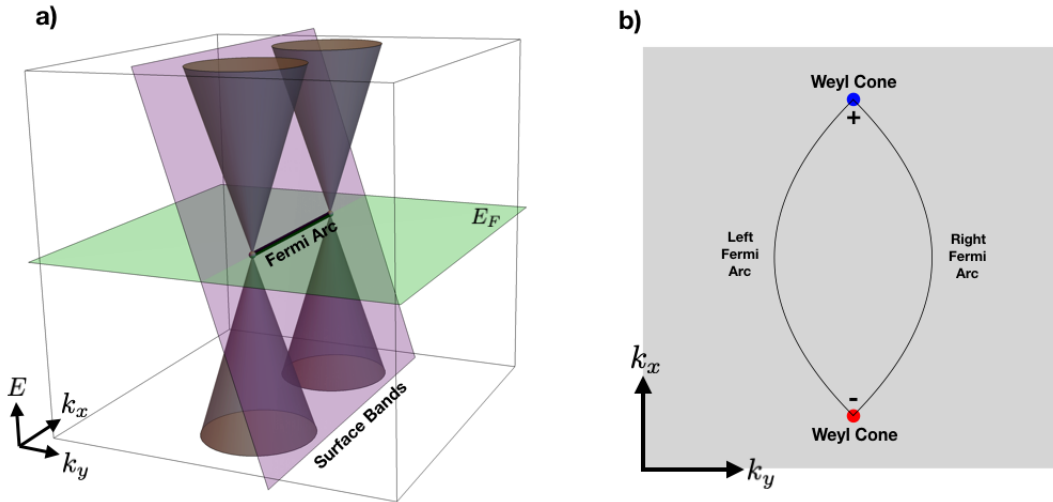 a)
E_F
Fermi Arc
Surface Bands
E
k_x
k_y
b)
Weyl Cone
+
Left
Fermi
Arc
Right
Fermi
Arc
-
Weyl Cone
k_x
k_y